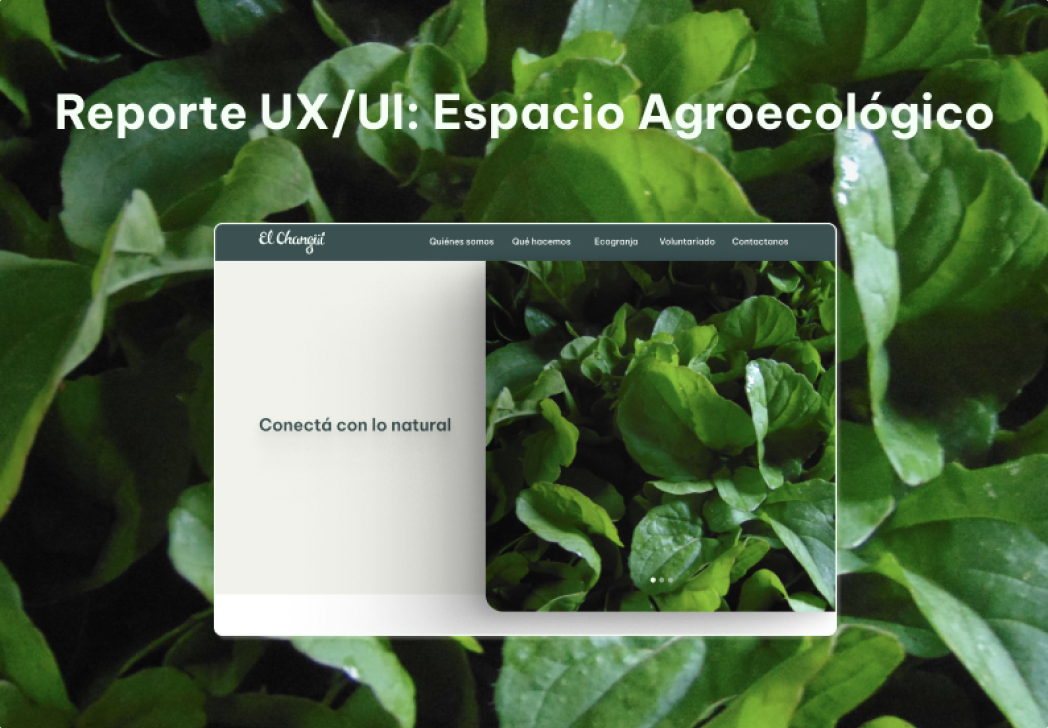 Reporte UX/UI: Espacio Agroecológico
El Changüí
Quiénes somos Qué hacemos Ecogranja Voluntariado Contactanos
Conectá con lo natural